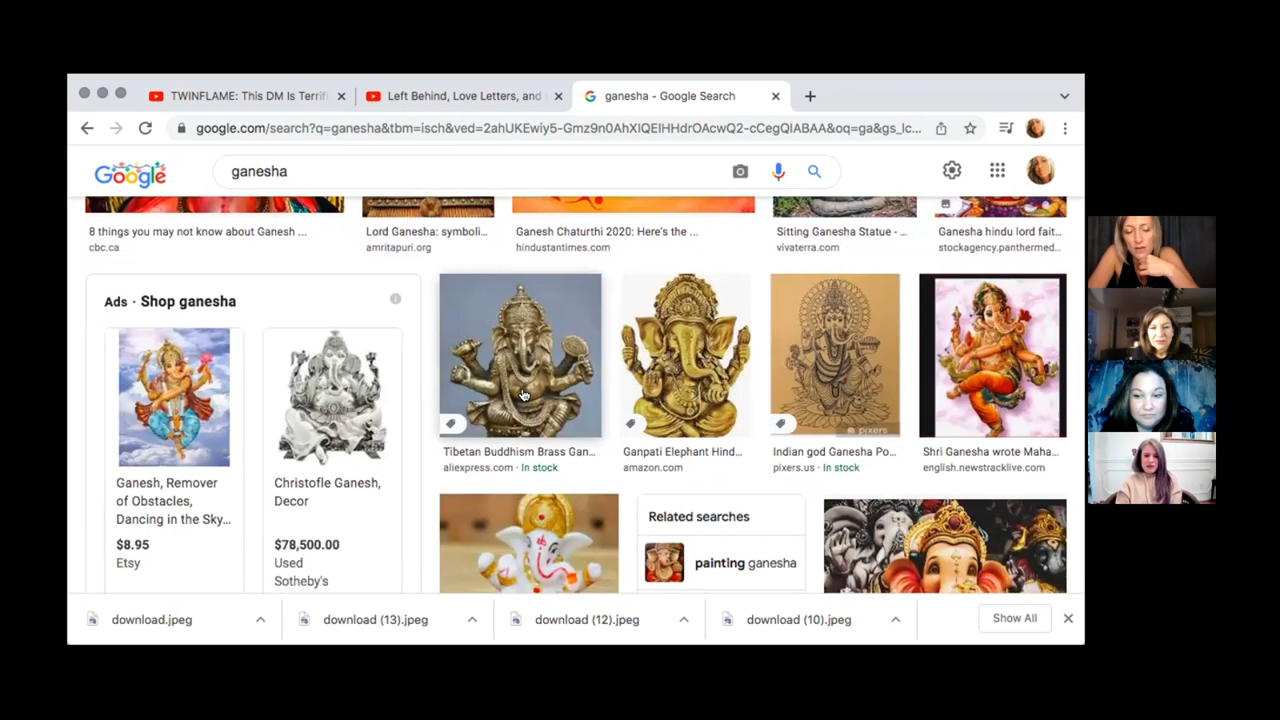 TWINFLAME: This DM Is Terrifi
Left Behind, Love Letters, and
ganesha - Google Search
google.com/search?q=ganesha&tbm=isch&ved=2ahUKEwiy5-Gmz9n0AhXIQEIHHdrOAcwQ2-cCegQIABAA&oq=ga&gs_lc...
Google
ganesha
8 things you may not know about Ganesh ...
cbc.ca
Lord Ganesha: symboli...
amritapuri.org
Ganesh Chaturthi 2020: Here's the ...
hindustantimes.com
Sitting Ganesha Statue - ...
vivaterra.com
Ganesha hindu lord fait...
stockagency.panthermed...
Ads · Shop ganesha
Ganesh, Remover
of Obstacles,
Dancing in the Sky...
$8.95
Etsy
Christofle Ganesh,
Decor
$78,500.00
Used
Sotheby's
pixers
Tibetan Buddhism Brass Gan...
aliexpress.com · In stock
Ganpati Elephant Hind...
amazon.com
Indian god Ganesha Po...
pixers.us · In stock
Shri Ganesha wrote Maha...
english.newstracklive.com
Related searches
painting ganesha
download.jpeg
download (13).jpeg
download (12).jpeg
download (10).jpeg
Show All